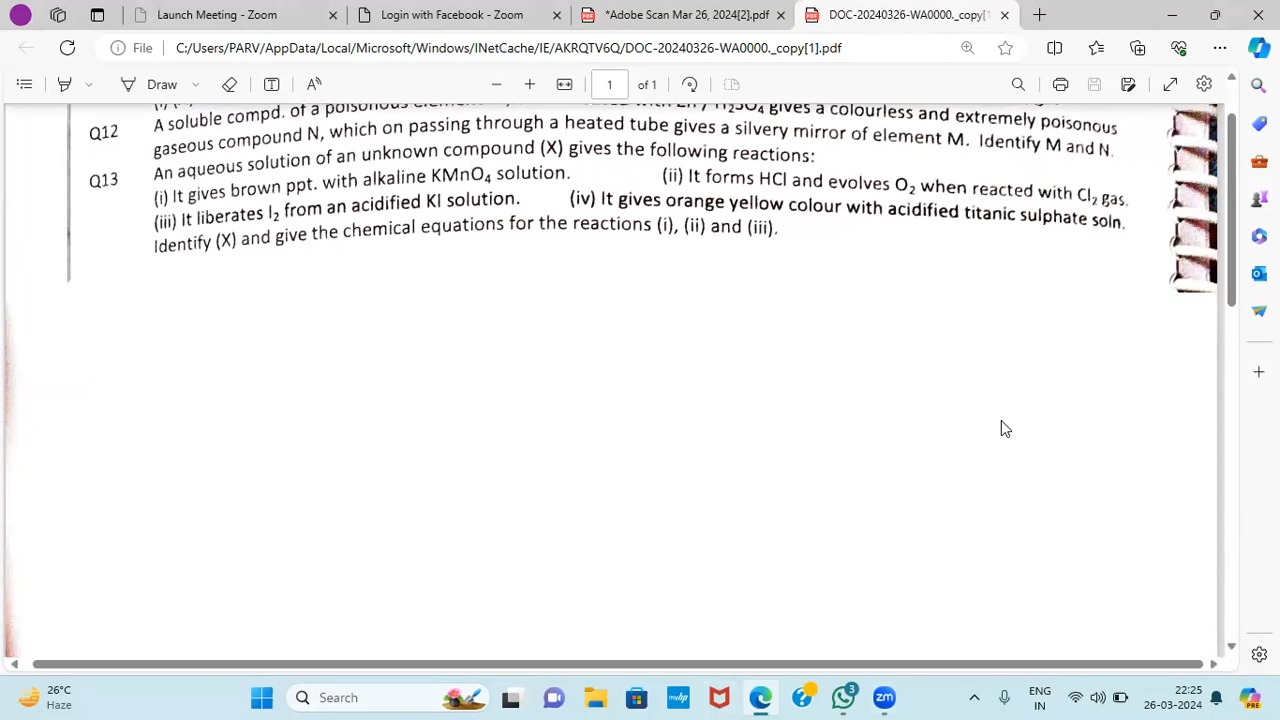 Launch Meeting - Zoom
Login with Facebook - Zoom
*Adobe Scan Mar 26, 2024[2].pdf
DOC-20240326-WA0000._copy[1]
File
C:/Users/PARV/AppData/Local/Microsoft/Windows/INetCache/IE/AKRQTV6Q/DOC-20240326-WA0000._copy[1].pdf
Draw
1 of 1
Q12 A soluble compd. of a poisonous H₂SO₄ gives a colourless and extremely poisonous
gaseous compound N, which on passing through a heated tube gives a silvery mirror of element M. Identify M and N.
Q13 An aqueous solution of an unknown compound (X) gives the following reactions:
(i) It gives brown ppt. with alkaline KMnO₄ solution. (ii) It forms HCl and evolves O₂ when reacted with Cl₂ gas.
(iii) It liberates I₂ from an acidified KI solution. (iv) It gives orange yellow colour with acidified titanic sulphate soln.
Identify (X) and give the chemical equations for the reactions (i), (ii) and (iii).
26°C
Haze
Search
3
ENG
IN
22:25
26-03-2024